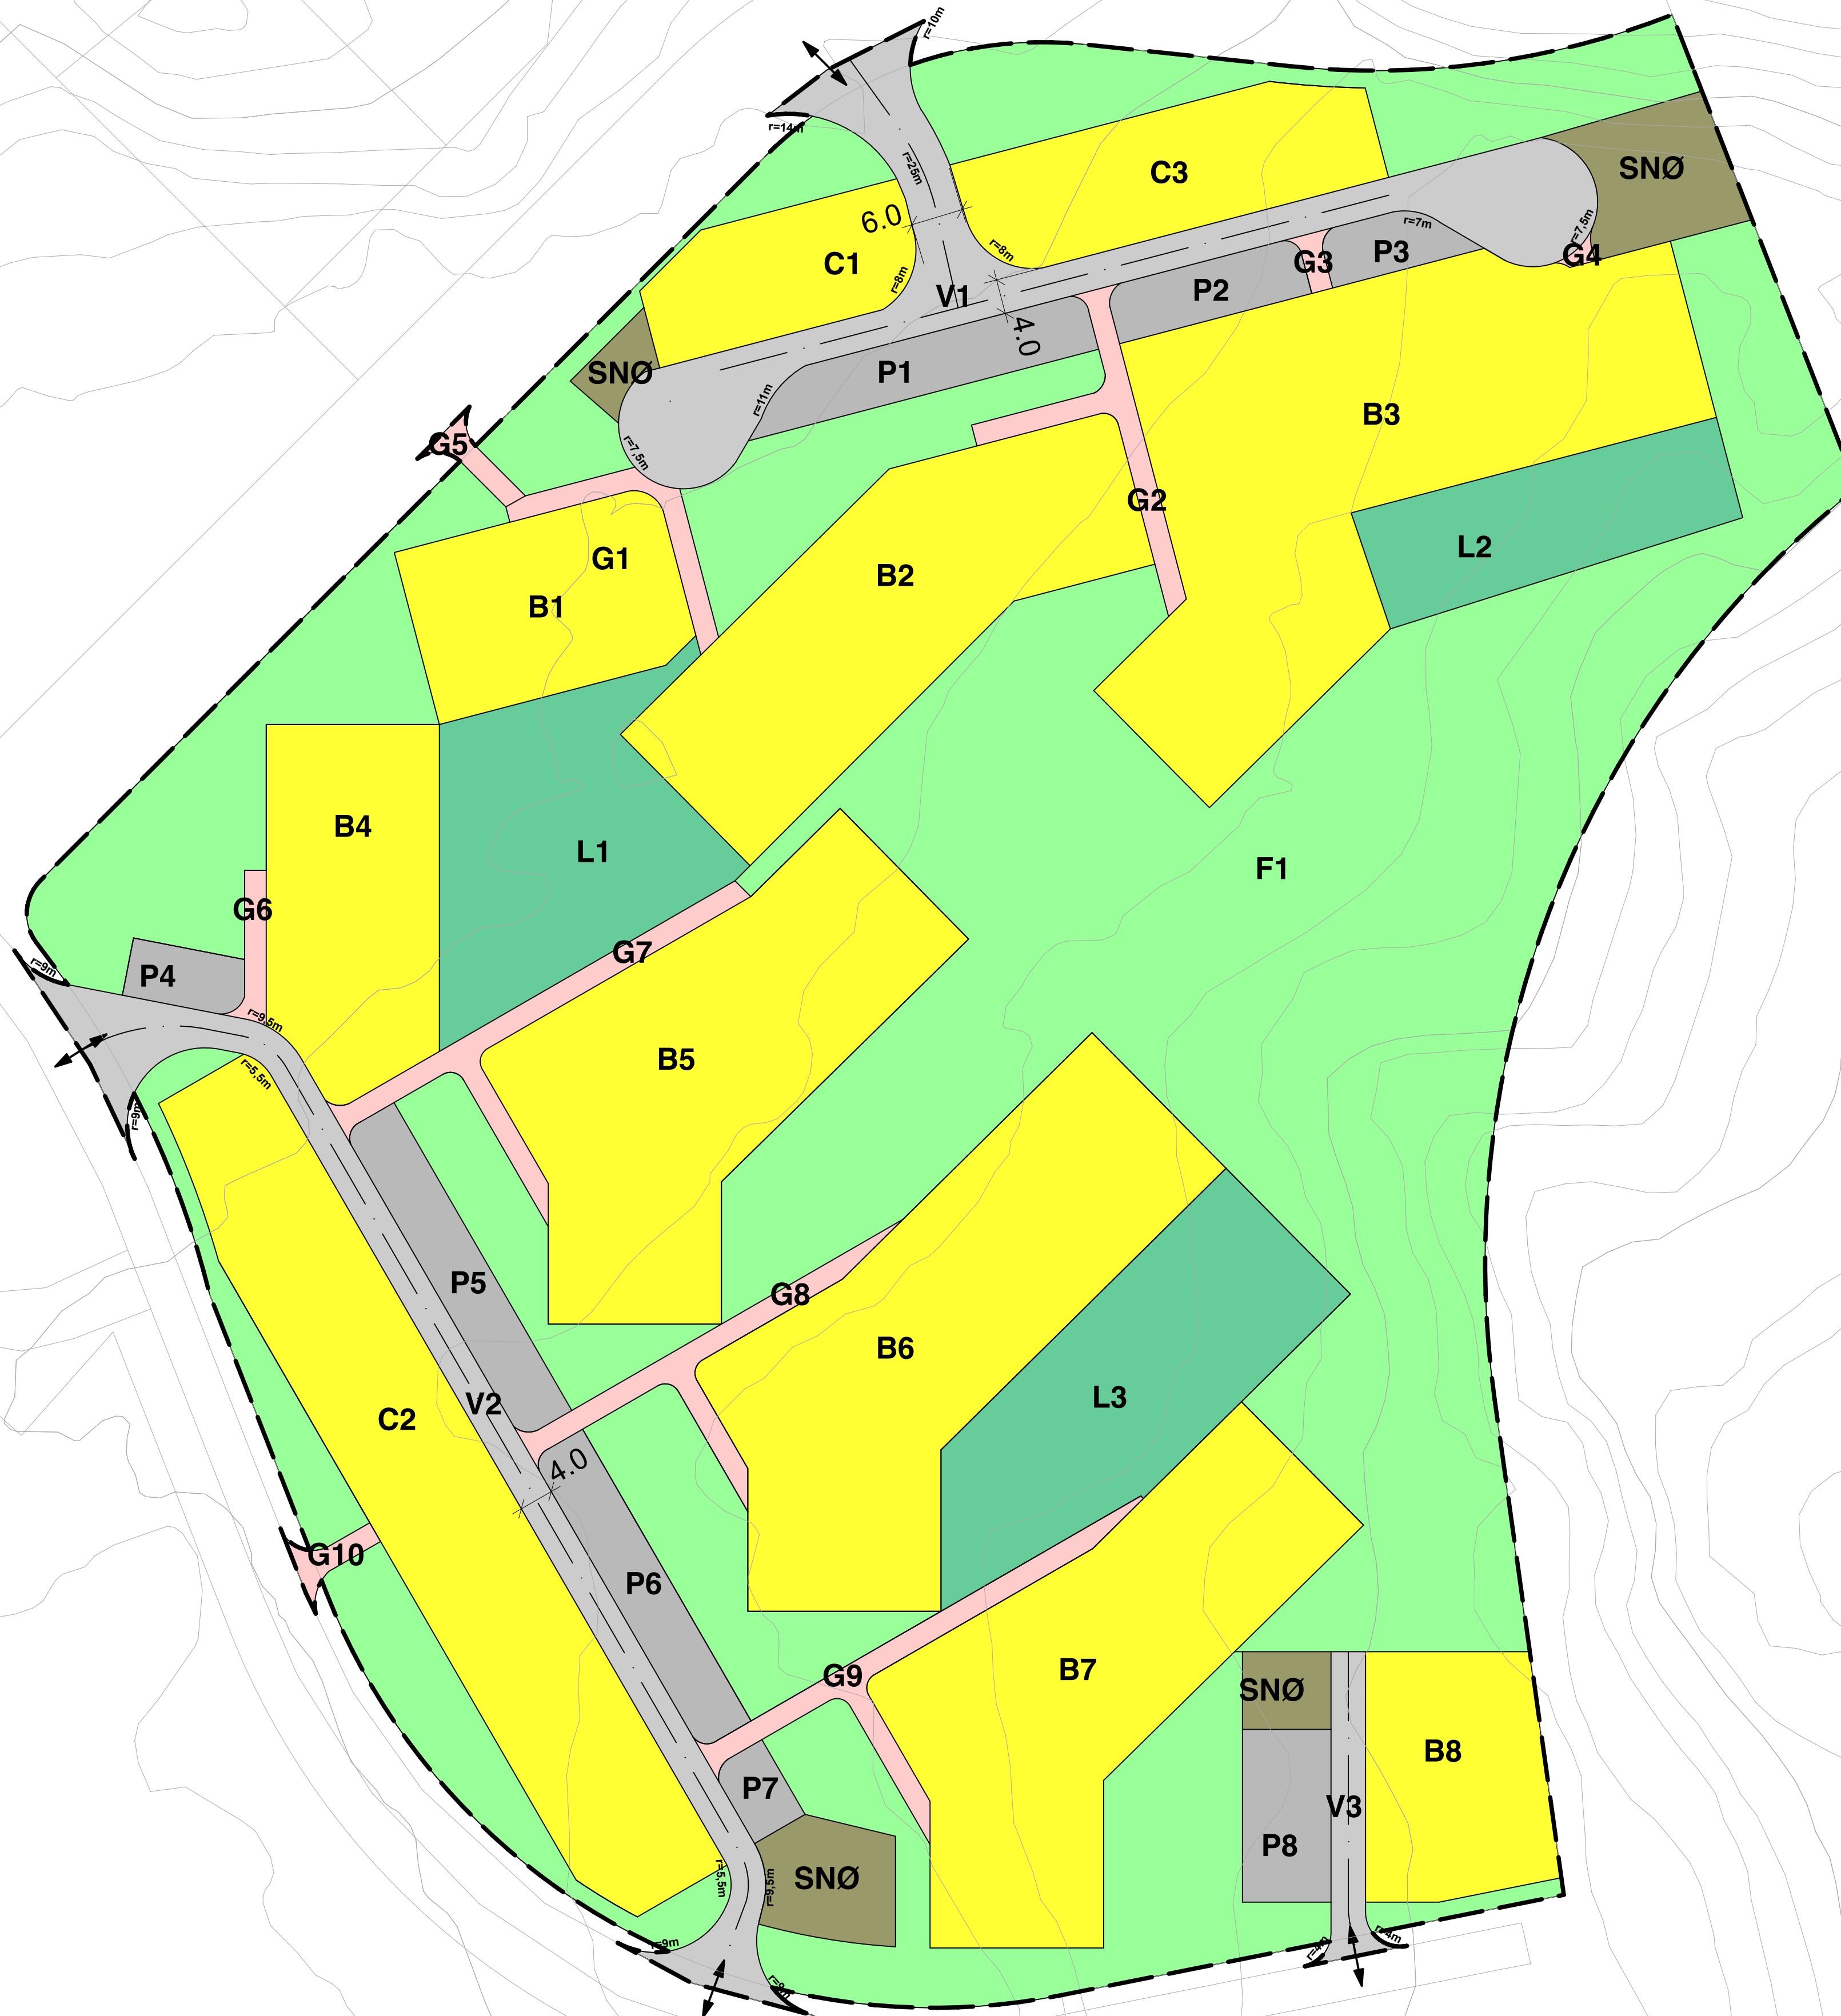 r=10m
r=14m
r=25m
C3
SNØ
6.0
r=8m
r=7m
r=7,5m
C1
r=8m
V1
P2
G3
P3
G4
4.0
SNØ
P1
r=11m
B3
G5
r=7,5m
G2
L2
G1
B2
B1
B4
L1
F1
G6
G7
r=9m
P4
r=9,5m
r=5,5m
B5
r=9m
P5
G8
B6
V2
C2
L3
4.0
G10
P6
G9
B7
SNØ
B8
P7
V3
P8
r=5,5m
r=9,5m
SNØ
r=9m
r=9m
r=4m
r=4m